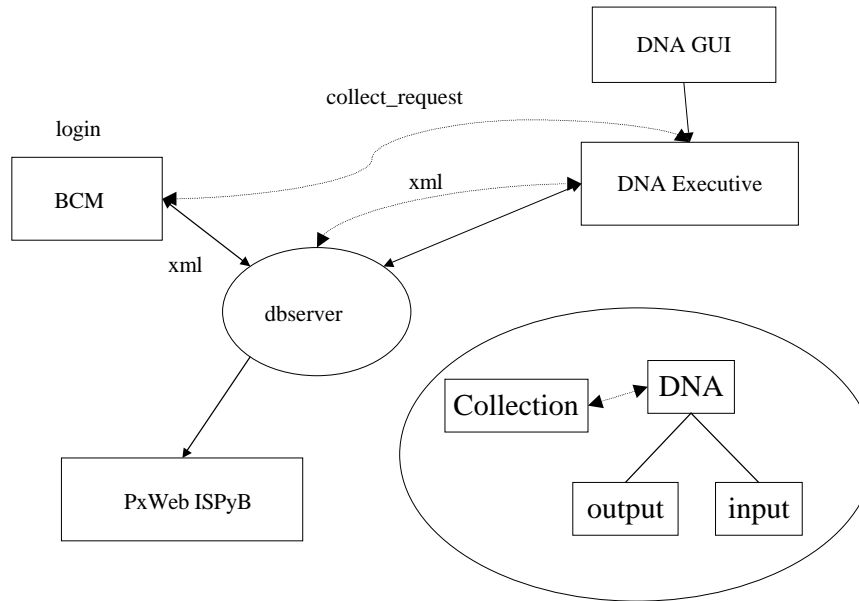 DNA GUI
collect_request
login
xml
BCM
DNA Executive
xml
dbserver
Collection
DNA
PxWeb ISPyB
output
input